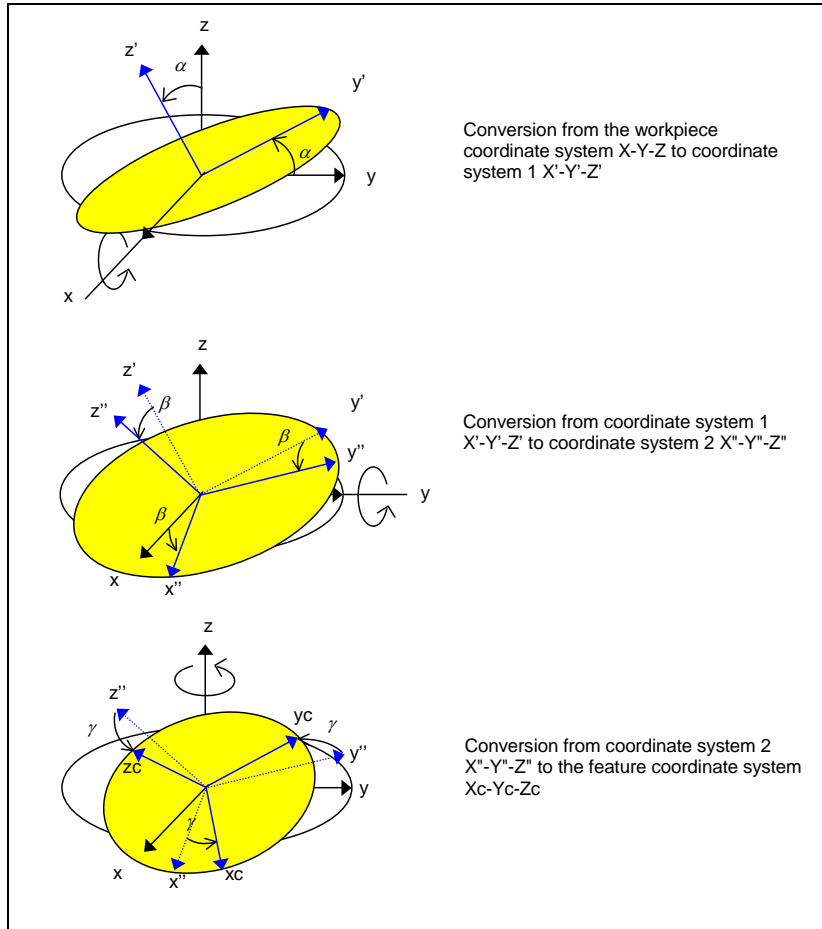 z
z'
α
y'
α
y
x
Conversion from the workpiece
coordinate system X-Y-Z to coordinate
system 1 X'-Y'-Z'
z
z'
z''
β
y'
β
y''
y
β
x
x''
Conversion from coordinate system 1
X'-Y'-Z' to coordinate system 2 X"-Y"-Z"
z
z''
γ
zc
yc
γ
y''
y
γ
x
x''
xc
Conversion from coordinate system 2
X"-Y"-Z" to the feature coordinate system
Xc-Yc-Zc